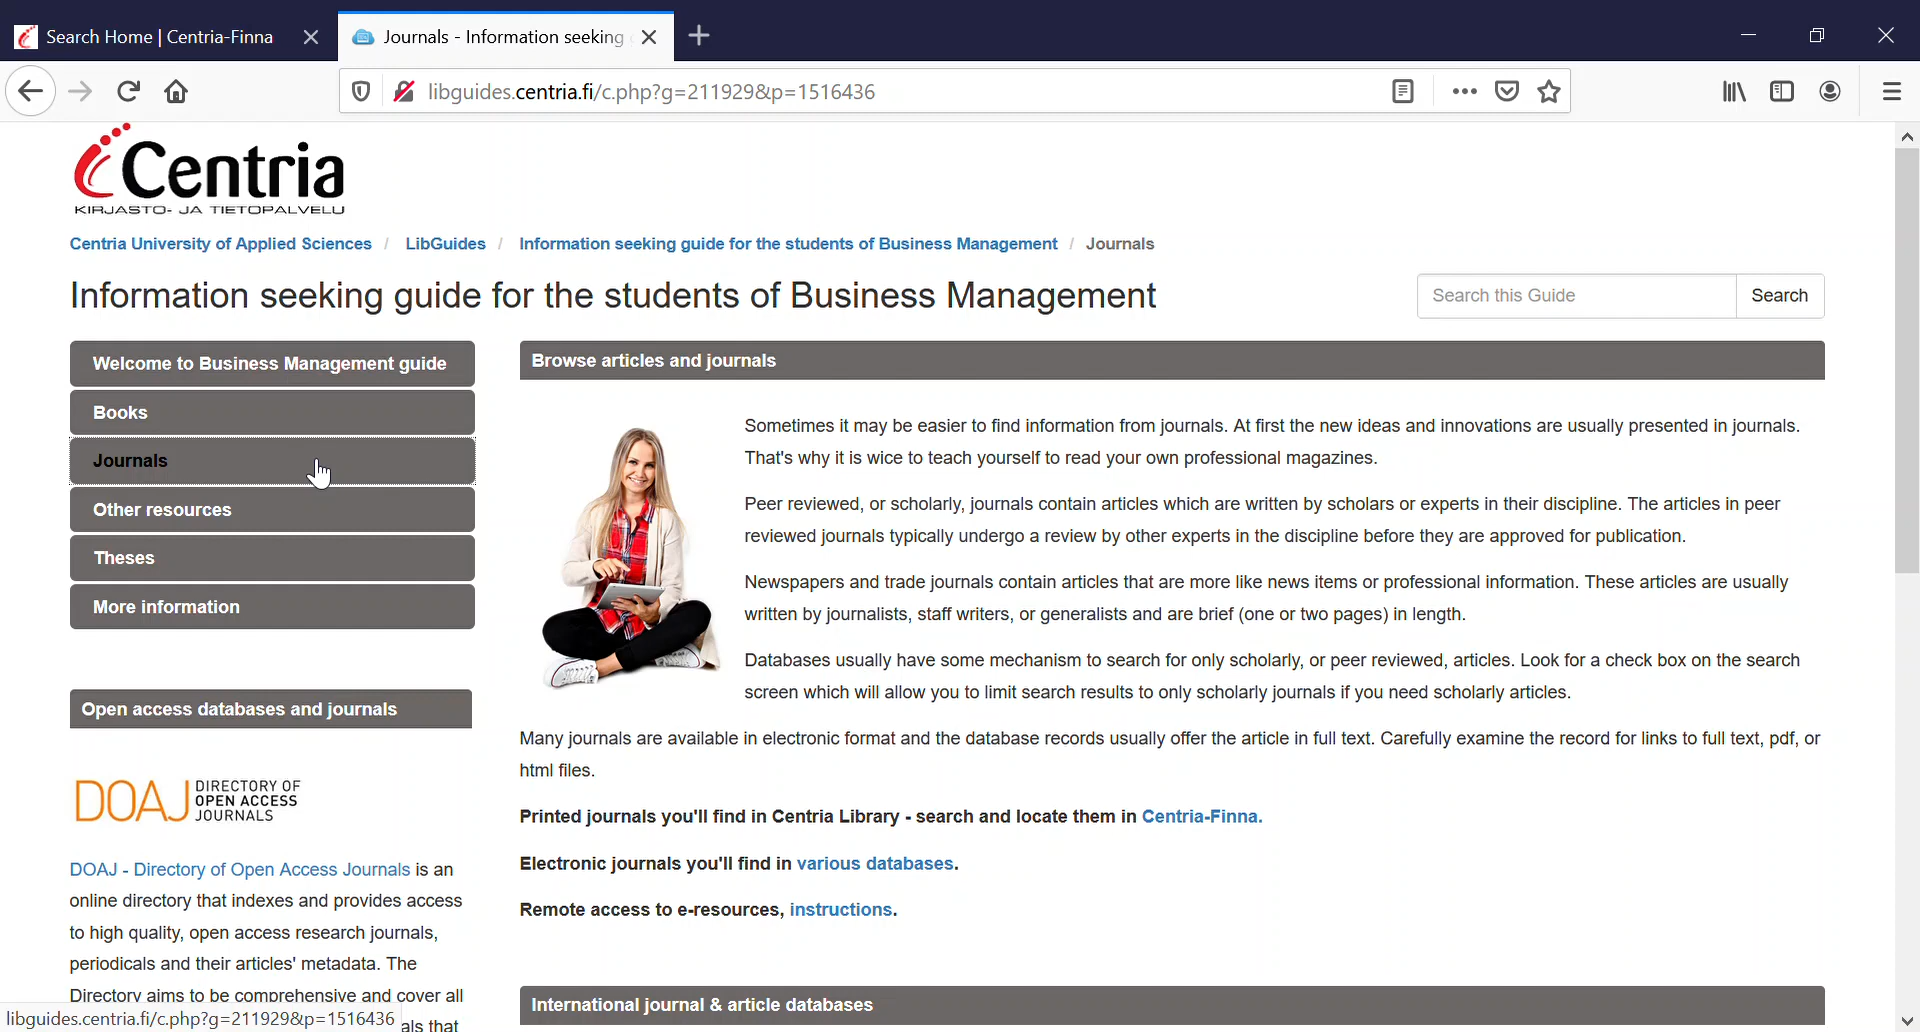 Search Home | Centria-Finna
Journals - Information seeking
libguides.centria.fi/c.php?g=211929&p=1516436
Centria
KIRJASTO- JA TIETOPALVELU
Centria University of Applied Sciences / LibGuides / Information seeking guide for the students of Business Management / Journals
Information seeking guide for the students of Business Management
Search this Guide
Search
Welcome to Business Management guide
Books
Journals
Other resources
Theses
More information
Open access databases and journals
DOAJ DIRECTORY OF
OPEN ACCESS
JOURNALS
DOAJ - Directory of Open Access Journals is an
online directory that indexes and provides access
to high quality, open access research journals,
periodicals and their articles' metadata. The
Directory aims to be comprehensive and cover all
als that
Browse articles and journals
Sometimes it may be easier to find information from journals. At first the new ideas and innovations are usually presented in journals.
That's why it is wice to teach yourself to read your own professional magazines.
Peer reviewed, or scholarly, journals contain articles which are written by scholars or experts in their discipline. The articles in peer
reviewed journals typically undergo a review by other experts in the discipline before they are approved for publication.
Newspapers and trade journals contain articles that are more like news items or professional information. These articles are usually
written by journalists, staff writers, or generalists and are brief (one or two pages) in length.
Databases usually have some mechanism to search for only scholarly, or peer reviewed, articles. Look for a check box on the search
screen which will allow you to limit search results to only scholarly journals if you need scholarly articles.
Many journals are available in electronic format and the database records usually offer the article in full text. Carefully examine the record for links to full text, pdf, or
html files.
Printed journals you'll find in Centria Library - search and locate them in Centria-Finna.
Electronic journals you'll find in various databases.
Remote access to e-resources, instructions.
International journal & article databases
libguides.centria.fi/c.php?g=211929&p=1516436